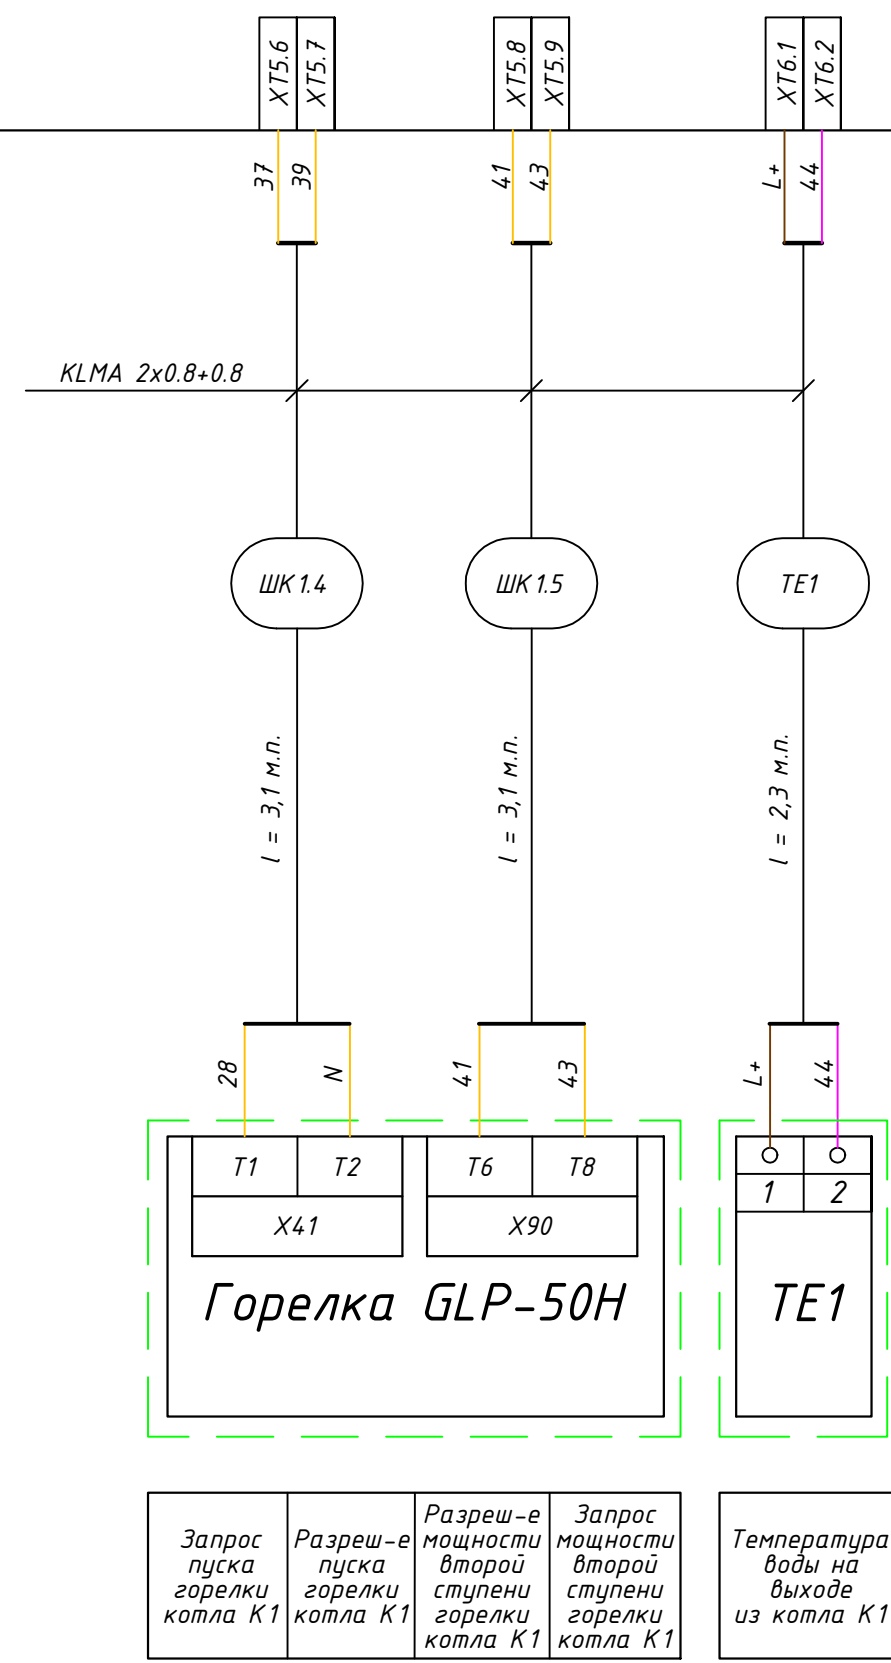 XT5.6 XT5.7 XT5.8 XT5.9 XT6.1 XT6.2
37 39 41 43 L+ 44
KLMA 2x0.8+0.8
ШК1.4 ШК1.5 TE1
l = 3,1 м.п. l = 3,1 м.п. l = 2,3 м.п.
28 N 41 43 L+ 44
T1 T2 T6 T8
1 2
X41 X90
Горелка GLP-50H TE1
Запрос
пуска
горелки
котла К1
Разреш-е
пуска
горелки
котла К1
Разреш-е
мощности
второй
ступени
горелки
котла К1
Запрос
мощности
второй
ступени
горелки
котла К1
Температура
воды на
выходе
из котла К1